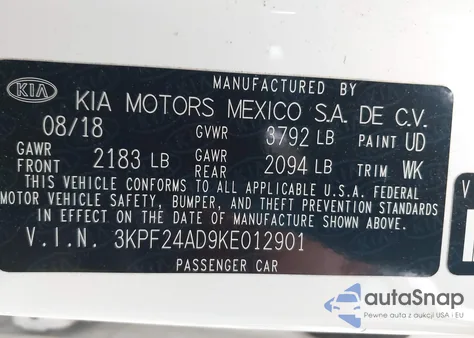 MANUFACTURED BY
KIA KIA MOTORS MEXICO S.A. DE C.V.
08/18 GVWR 3792 LB PAINT UD
GAWR FRONT 2183 LB GAWR REAR 2094 LB TRIM WK
THIS VEHICLE CONFORMS TO ALL APPLICABLE U.S.A. FEDERAL
MOTOR VEHICLE SAFETY, BUMPER, AND THEFT PREVENTION STANDARDS
IN EFFECT ON THE DATE OF MANUFACTURE SHOWN ABOVE.
V.I.N. 3KPF24AD9KE012901
PASSENGER CAR
autoSnap
Pewne auta z polskich aukcji USA i EU